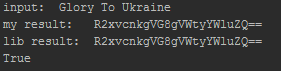 input:  Glory To Ukraine
my result:  R2xvcnkgVG8gVWtyYWluZQ==
lib result:  R2xvcnkgVG8gVWtyYWluZQ==
True